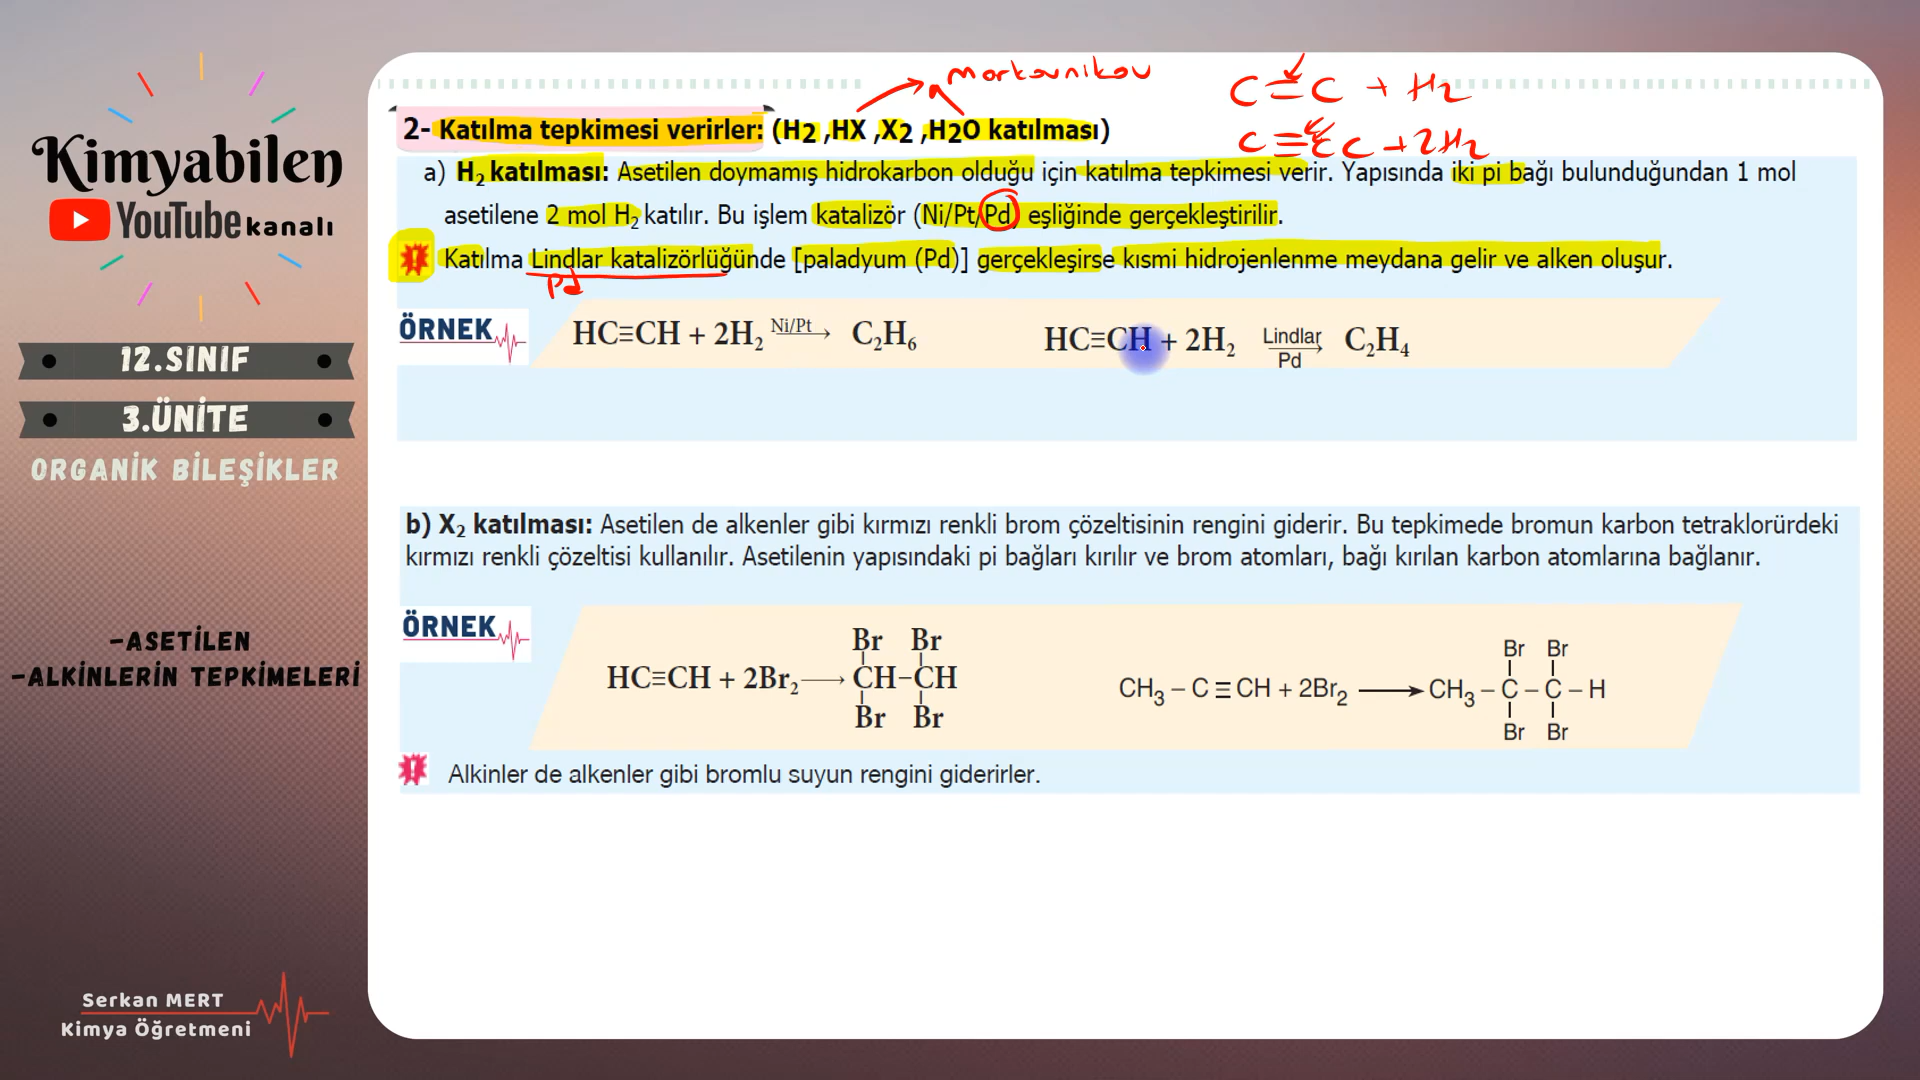 Kimyabilen
YouTube kanalı
12.SINIF
3.ÜNİTE
ORGANİK BİLEŞİKLER
-ASETİLEN
-ALKİNLERİN TEPKİMELERİ
Serkan MERT
Kimya Öğretmeni
markovnikov
C=C + H2
C≡C C + 2H2
2- Katılma tepkimesi verirler: (H2 ,HX ,X2 ,H2O katılması)
a) H₂ katılması: Asetilen doymamış hidrokarbon olduğu için katılma tepkimesi verir. Yapısında iki pi bağı bulunduğundan 1 mol
asetilene 2 mol H₂ katılır. Bu işlem katalizör (Ni/Pt/Pd) eşliğinde gerçekleştirilir.
! Katılma Lindlar katalizörlüğünde [paladyum (Pd)] gerçekleşirse kısmi hidrojenlenme meydana gelir ve alken oluşur.
Pd
ÖRNEK
HC≡CH + 2H₂ Ni/Pt → C₂H₆
HC≡CH + 2H₂ Lindlar → Pd C₂H₄
b) X₂ katılması: Asetilen de alkenler gibi kırmızı renkli brom çözeltisinin rengini giderir. Bu tepkimede bromun karbon tetraklorürdeki
kırmızı renkli çözeltisi kullanılır. Asetilenin yapısındaki pi bağları kırılır ve brom atomları, bağı kırılan karbon atomlarına bağlanır.
ÖRNEK
Br Br
HC≡CH + 2Br₂ → CH–CH
Br Br
Br Br
CH₃ – C ≡ CH + 2Br₂ → CH₃ – C – C – H
Br Br
! Alkinler de alkenler gibi bromlu suyun rengini giderirler.